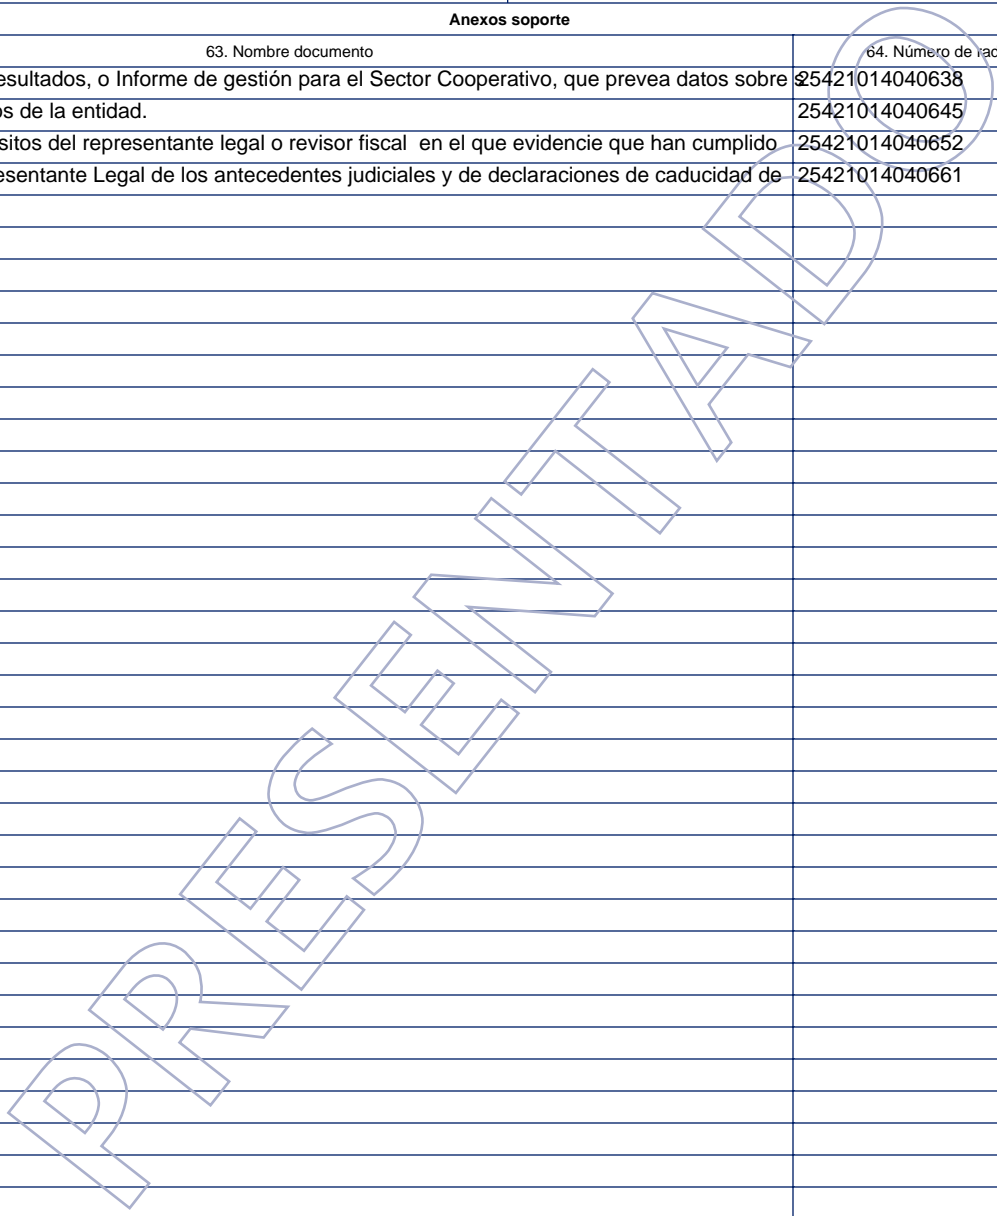 Anexos soporte
63. Nombre documento 64. Número de rad
esultados, o Informe de gestión para el Sector Cooperativo, que prevea datos sobre s 25421014040638
os de la entidad. 25421014040645
sitos del representante legal o revisor fiscal en el que evidencie que han cumplido 25421014040652
esentante Legal de los antecedentes judiciales y de declaraciones de caducidad de 25421014040661
PRESENTADO